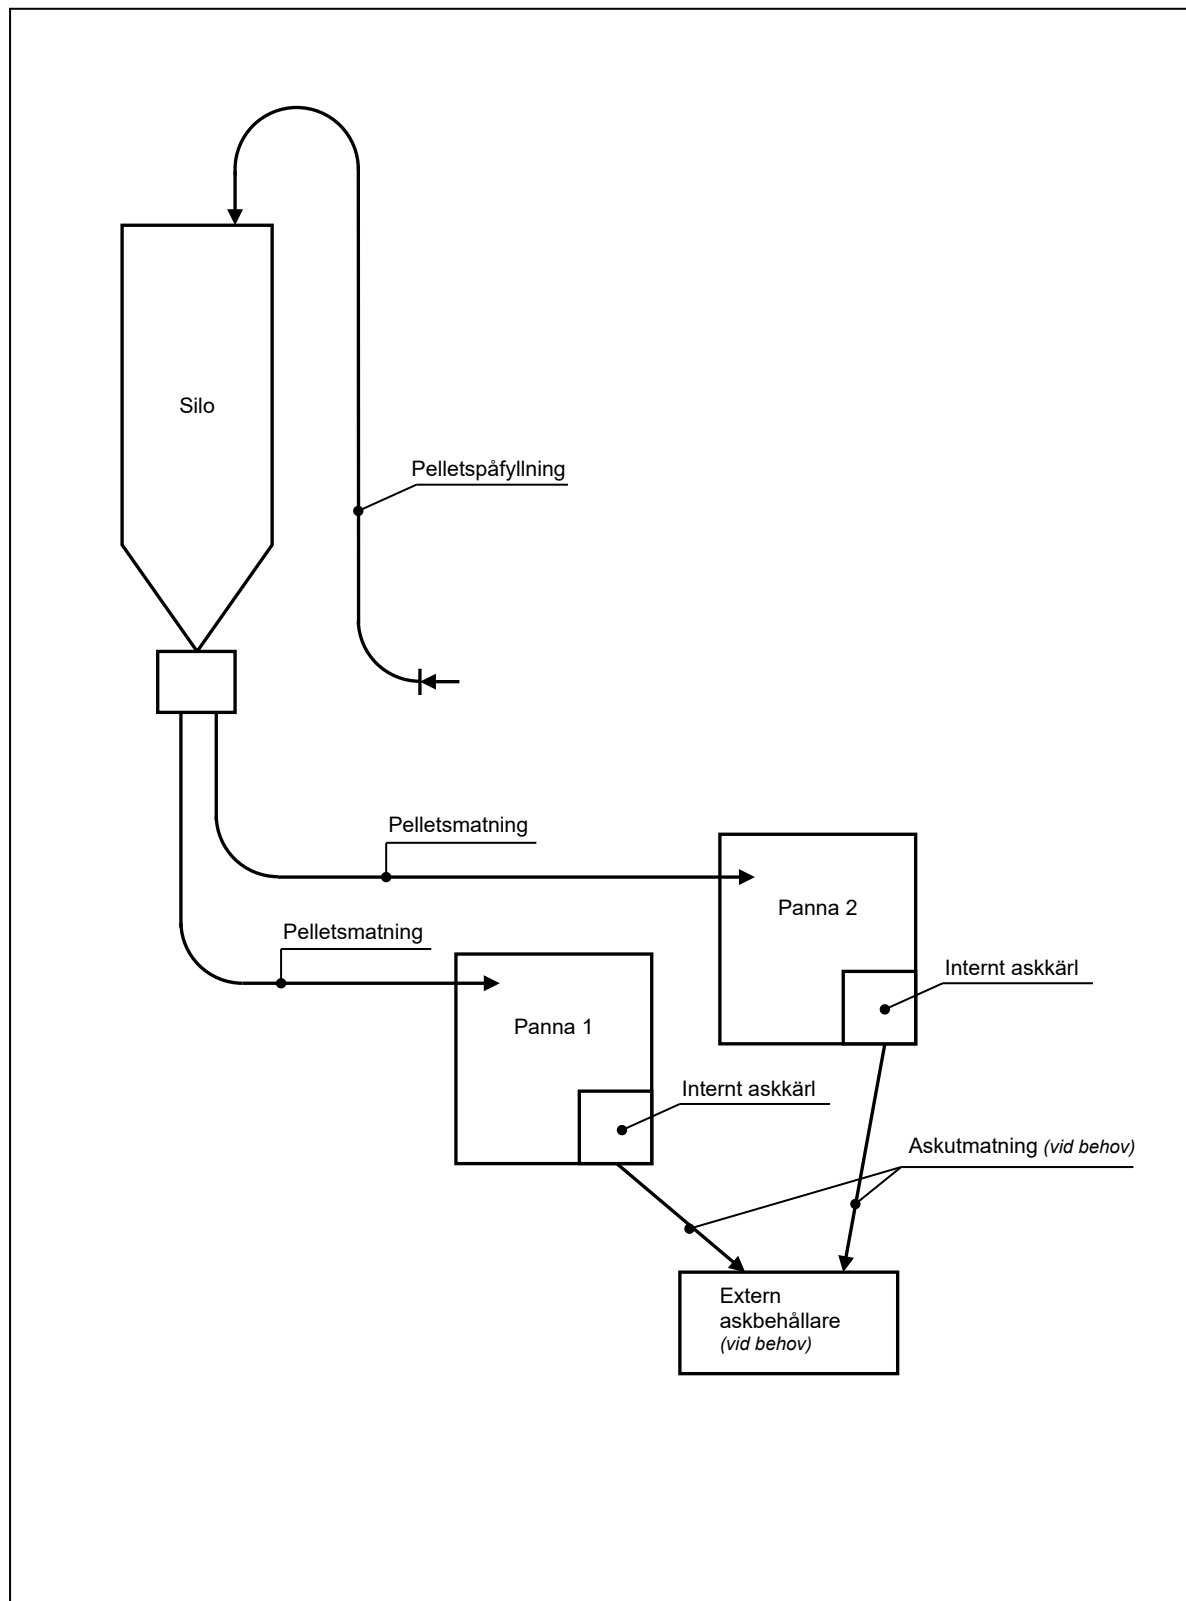 Silo
Pelletspåfyllning
Pelletsmatning
Panna 2
Pelletsmatning
Internt askkärl
Panna 1
Internt askkärl
Askutmatning (vid behov)
Extern
askbehållare
(vid behov)